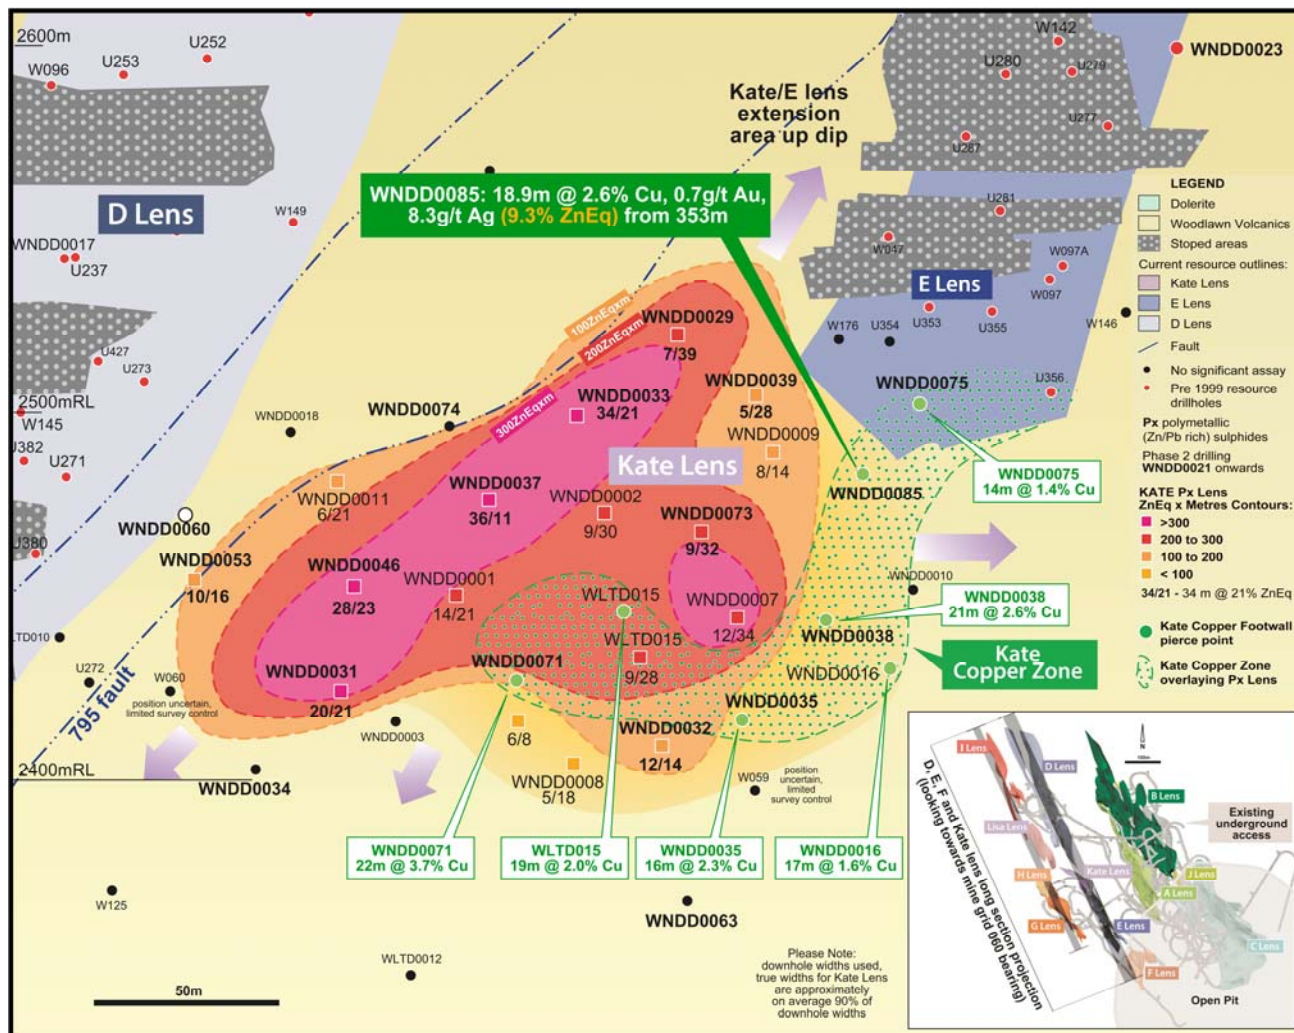 2600m
U252
U253
W096
W142
WNDD0023
U280
U279
U277
U287
Kate/E lens
extension
area up dip
WNDD0085: 18.9m @ 2.6% Cu, 0.7g/t Au,
8.3g/t Ag (9.3% ZnEq) from 353m
D Lens
W149
WNDD0017
U237
U281
W047
W097A
W097
E Lens
U353
U355
W176
U354
W146
LEGEND
Dolerite
Woodlawn Volcanics
Stoped areas
Current resource outlines:
Kate Lens
E Lens
D Lens
Fault
No significant assay
Pre 1999 resource
drillholes
Px polymetallic
(Zn/Pb rich) sulphides
Phase 2 drilling
WNDD0021 onwards
KATE Px Lens
ZnEq x Metres Contours:
>300
200 to 300
100 to 200
< 100
34/21 - 34 m @ 21% ZnEq
Kate Copper Footwall
pierce point
Kate Copper Zone
overlaying Px Lens
100ZnEqxm
200ZnEqxm
300ZnEqxm
WNDD0029
7/39
U427
U273
2500mRL
W145
U382
U271
WNDD0018
WNDD0074
WNDD0033
34/21
WNDD0039
5/28
WNDD0075
U356
WNDD0009
8/14
Kate Lens
WNDD0075
14m @ 1.4% Cu
WNDD0085
WNDD0011
6/21
WNDD0037
36/11
WNDD0002
9/30
WNDD0073
9/32
WNDD0060
U380
WNDD0053
10/16
WNDD0046
28/23
WNDD0001
14/21
WLTD015
WNDD0007
12/34
WNDD0010
WNDD0038
21m @ 2.6% Cu
WNDD0038
LTD010
U272
W060
position uncertain,
limited survey control
795 fault
WNDD0031
20/21
WNDD0071
WLTD015
9/28
WNDD0016
Kate
Copper Zone
WNDD0035
WNDD0003
6/8
WNDD0032
12/14
WNDD0008
5/18
W059
position
uncertain,
limited
survey control
2400mRL
WNDD0034
WNDD0071
22m @ 3.7% Cu
WLTD015
19m @ 2.0% Cu
WNDD0035
16m @ 2.3% Cu
WNDD0016
17m @ 1.6% Cu
W125
WNDD0063
WLTD0012
50m
Please Note:
downhole widths used,
true widths for Kate Lens
are approximately
on average 90% of
downhole widths
D, E, F and Kate lens long section projection
(looking towards mine grid 060 bearing)
I Lens
D Lens
N
100m
B Lens
Existing
underground
access
Lisa Lens
H Lens
Kate Lens
J Lens
A Lens
G Lens
E Lens
C Lens
F Lens
Open Pit